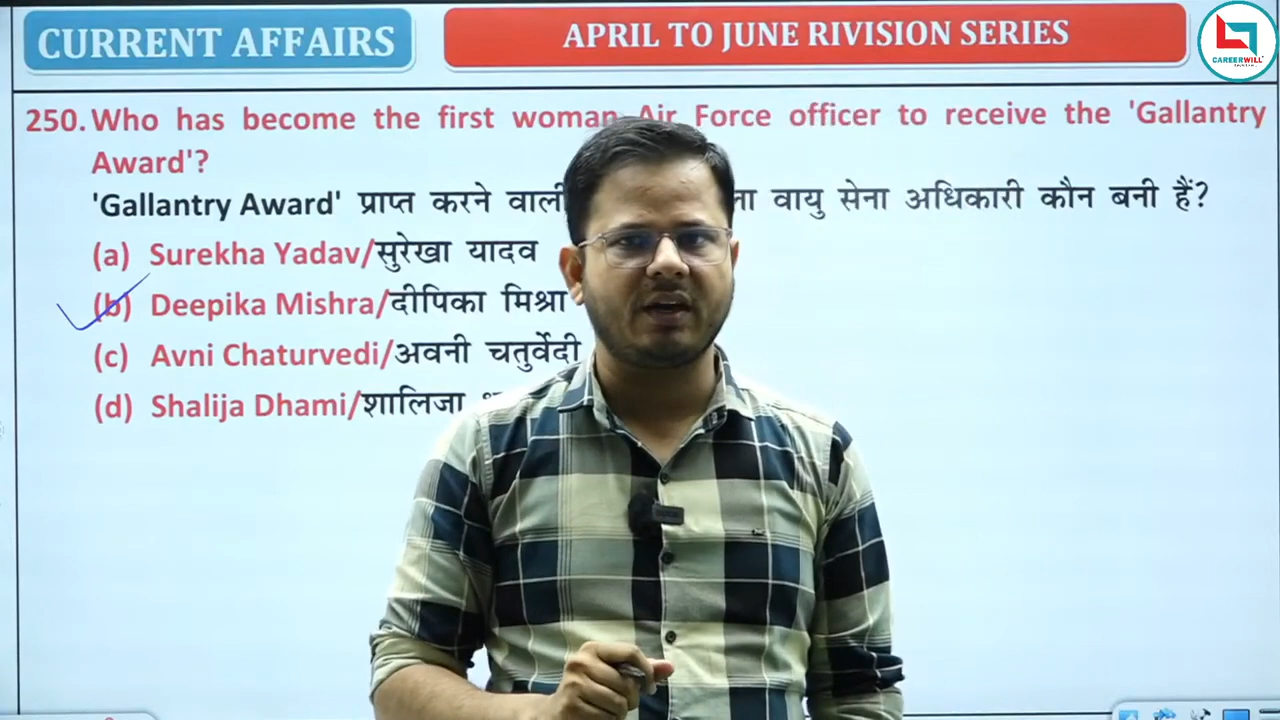 CURRENT AFFAIRS
APRIL TO JUNE RIVISION SERIES
CAREERWILL
250. Who has become the first woman Air Force officer to receive the 'Gallantry
Award'?
'Gallantry Award' प्राप्त करने वाली वायु सेना अधिकारी कौन बनी हैं?
(a) Surekha Yadav/सुरेखा यादव
(b) Deepika Mishra/दीपिका मिश्रा
(c) Avni Chaturvedi/अवनी चतुर्वेदी
(d) Shalija Dhami/शालिजा